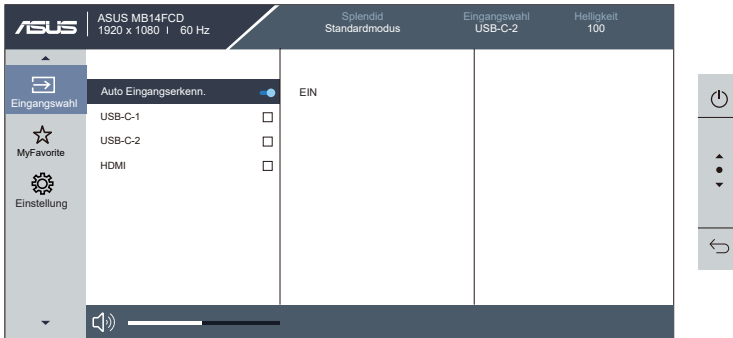 ASUS
ASUS MB14FCD
1920 x 1080 I 60 Hz
Splendid
Standardmodus
Eingangswahl
USB-C-2
Helligkeit
100
Eingangswahl
MyFavorite
Einstellung
Auto Eingangserkenn.
EIN
USB-C-1
USB-C-2
HDMI